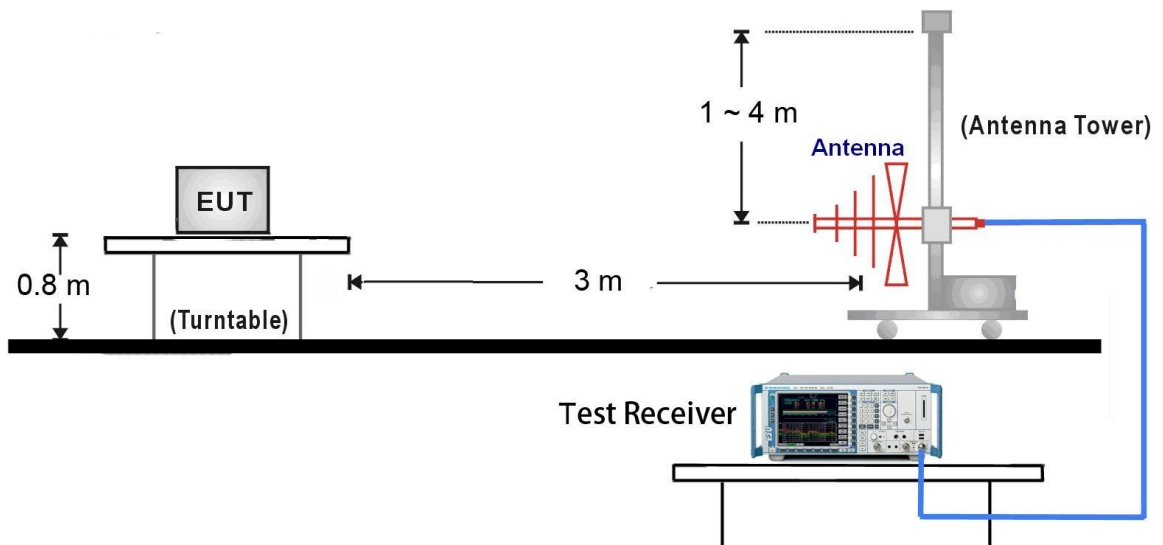 1 ~ 4 m
(Antenna Tower)
Antenna
EUT
0.8 m
3 m
(Turntable)
Test Receiver